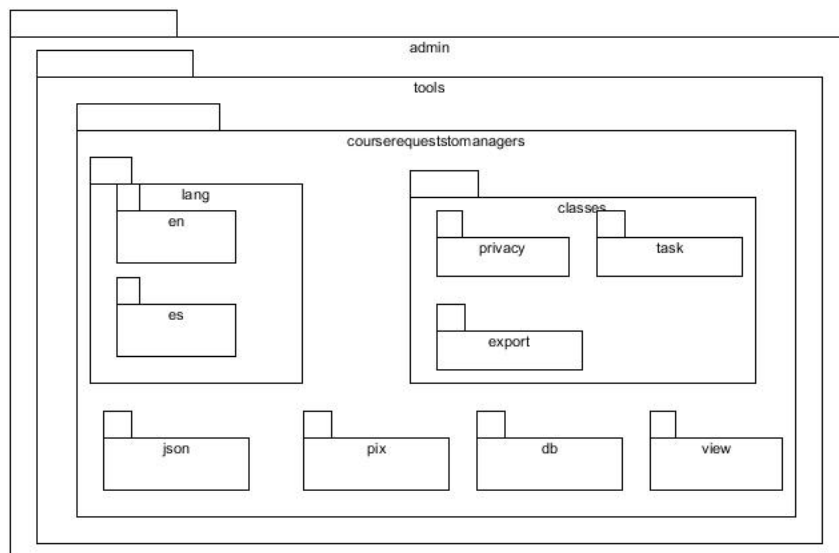 admin
tools
courserequeststomanagers
lang
classes
en
privacy
task
es
export
json
pix
db
view